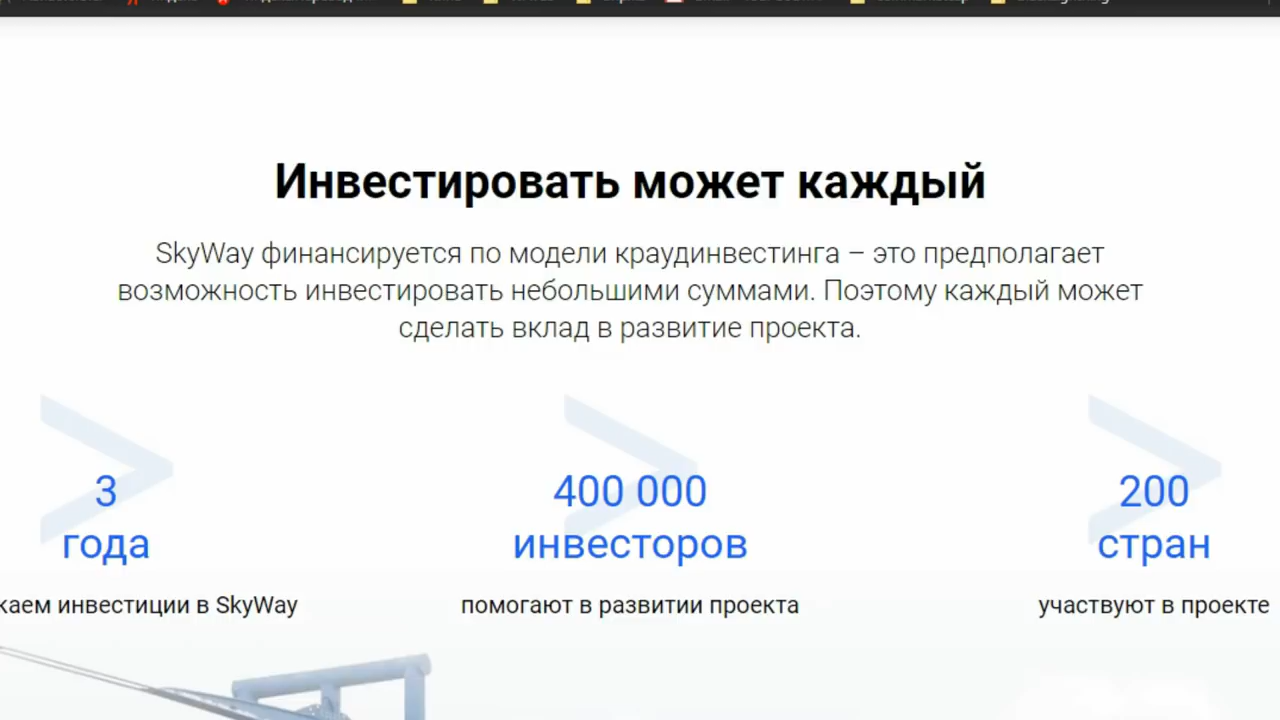 Инвестировать может каждый
SkyWay финансируется по модели краудинвестинга – это предполагает
возможность инвестировать небольшими суммами. Поэтому каждый может
сделать вклад в развитие проекта.
3
года
инвестиции в SkyWay
400 000
инвесторов
помогают в развитии проекта
200
стран
участвуют в проекте